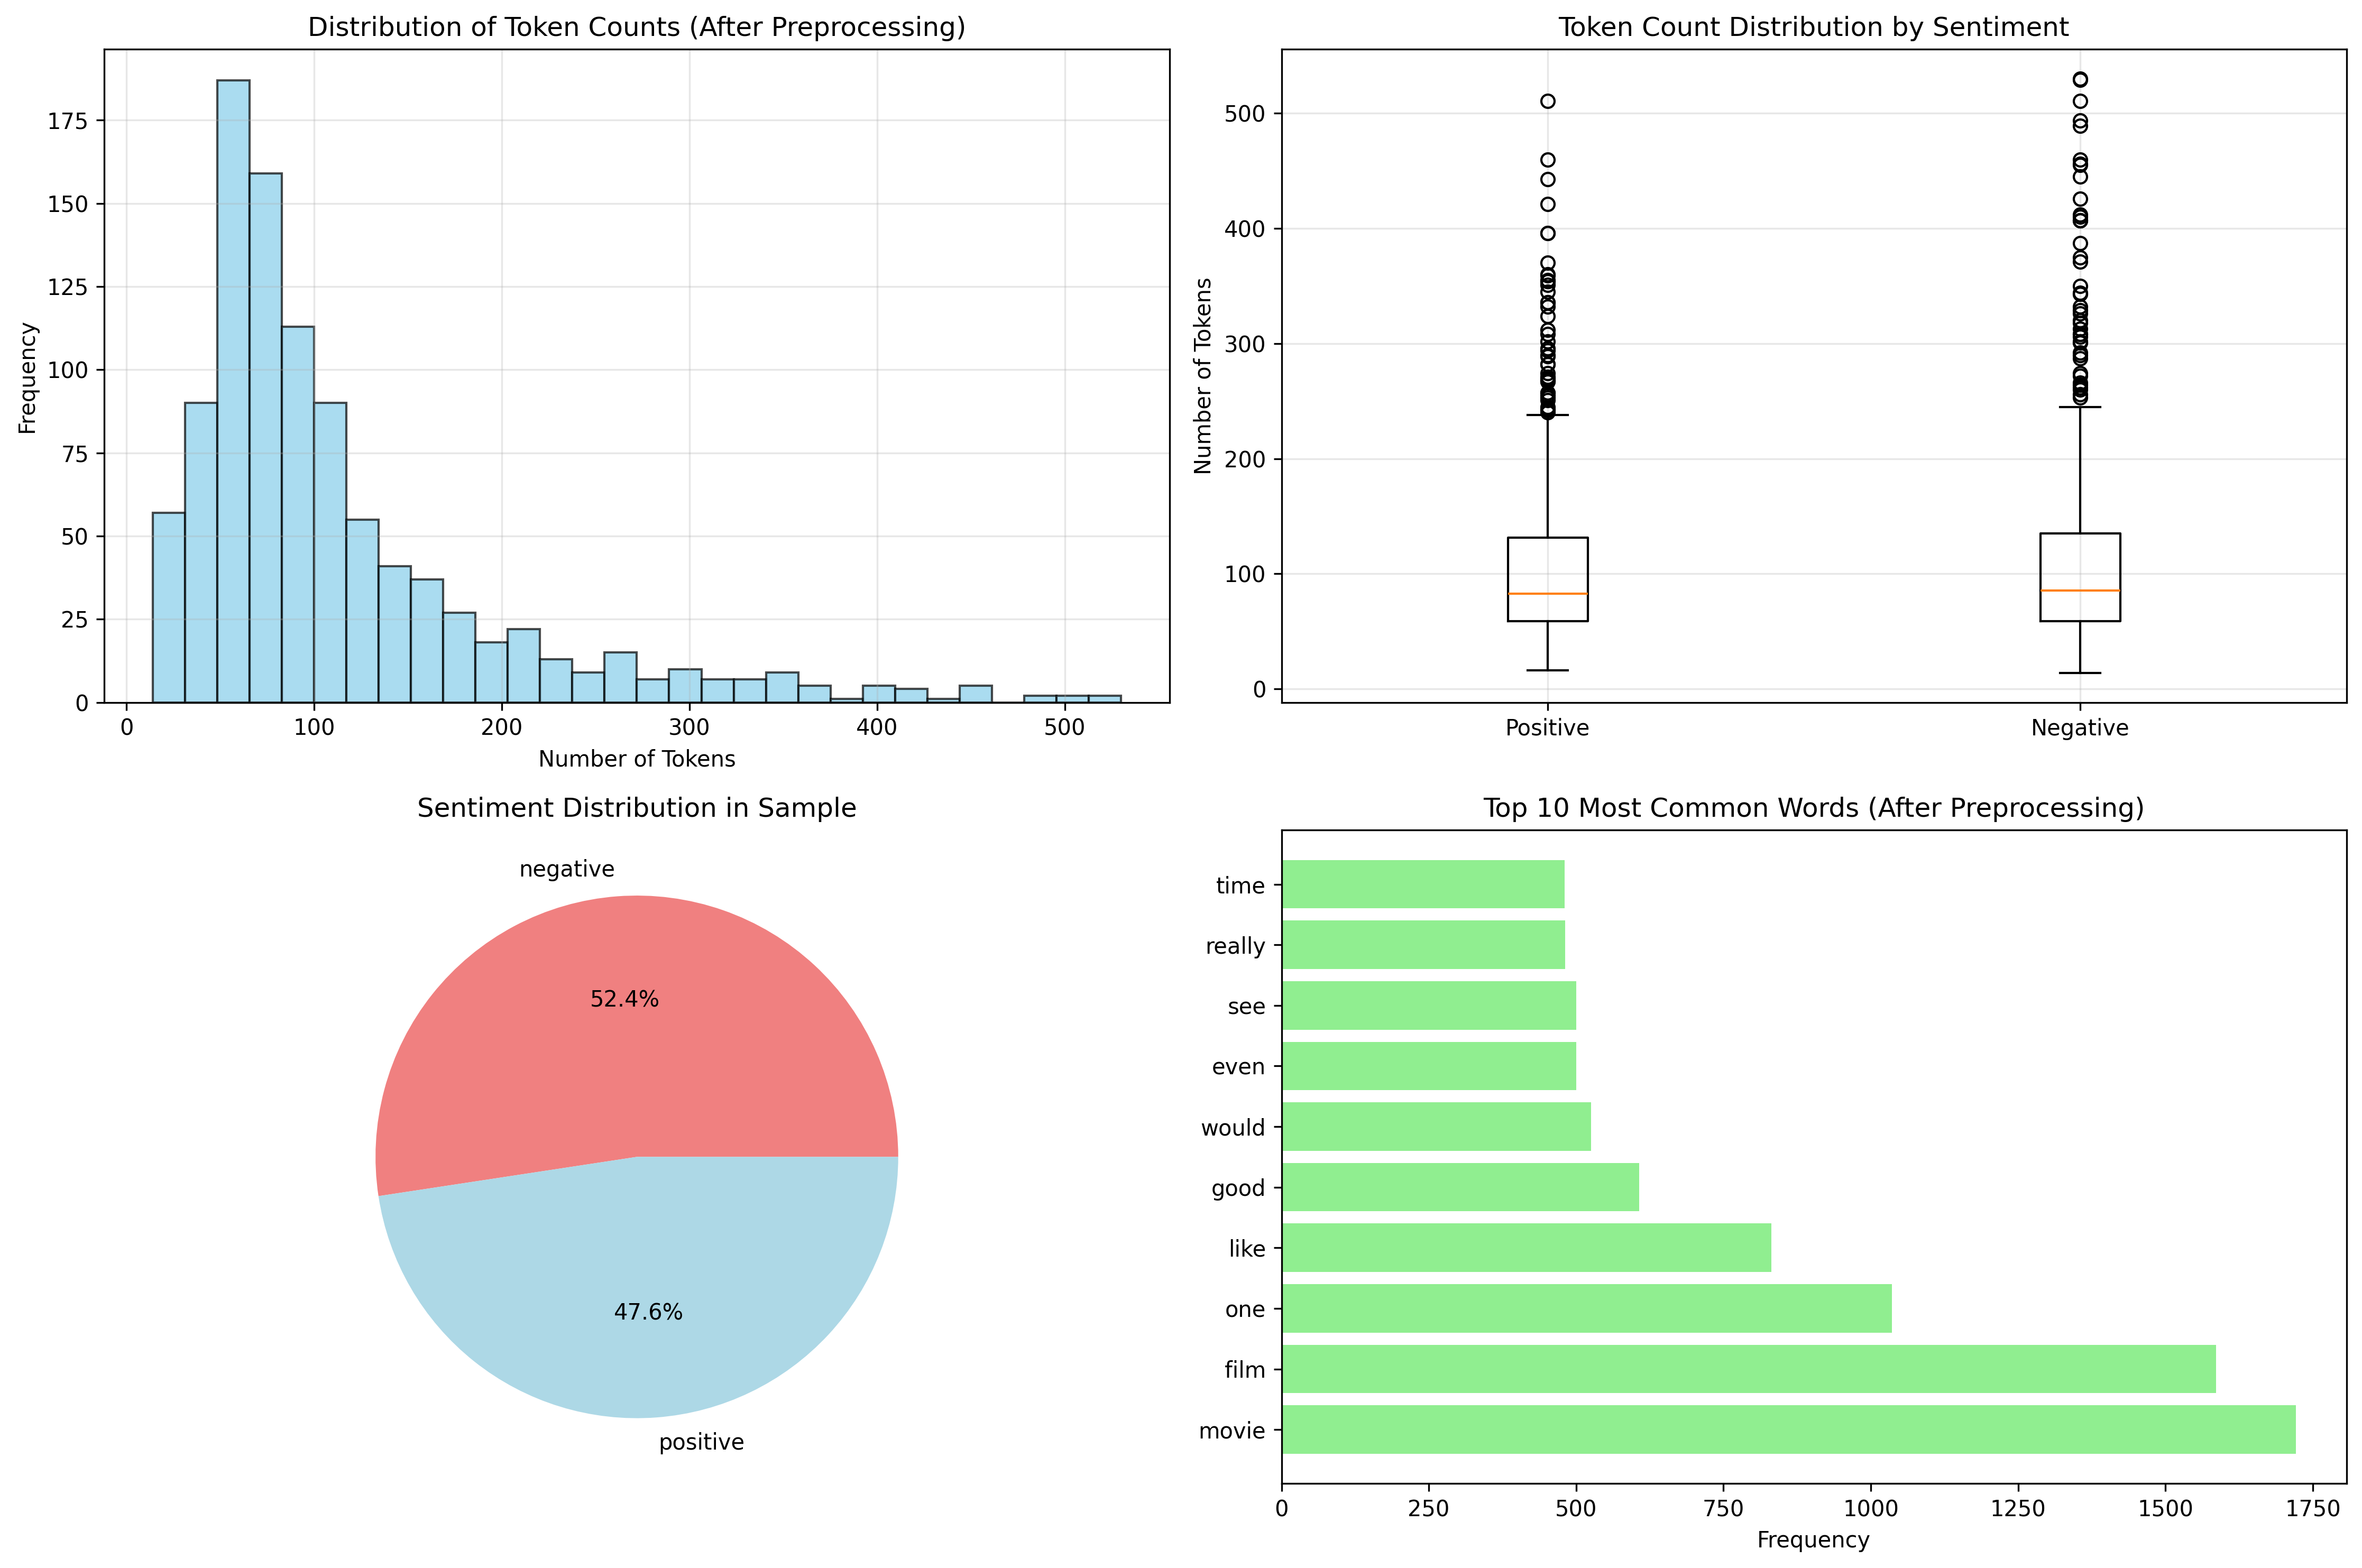 Distribution of Token Counts (After Preprocessing)
Frequency
175
150
125
100
75
50
25
0
0 100 200 300 400 500
Number of Tokens
Token Count Distribution by Sentiment
Number of Tokens
500
400
300
200
100
0
Positive Negative
Sentiment Distribution in Sample
negative
52.4%
47.6%
positive
Top 10 Most Common Words (After Preprocessing)
time
really
see
even
would
good
like
one
film
movie
0 250 500 750 1000 1250 1500 1750
Frequency